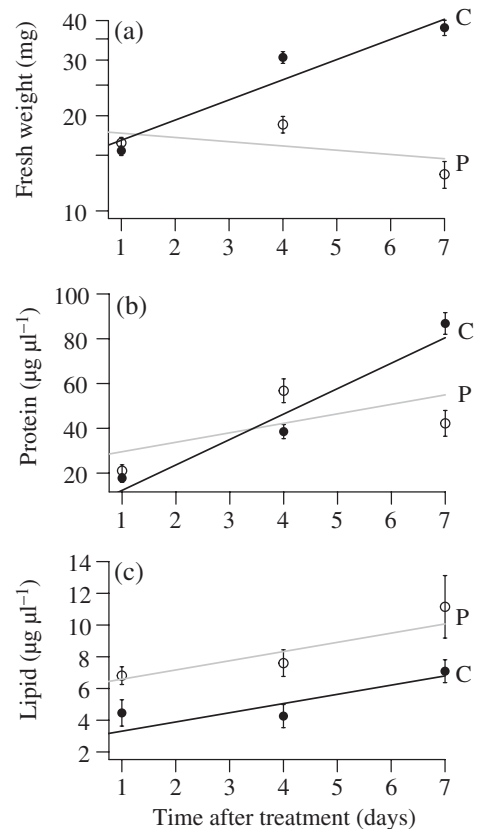 (a)
Fresh weight (mg)
40
30
20
10
C
P
1 2 3 4 5 6 7
(b)
Protein (µg µl⁻¹)
100
80
60
40
20
C
P
1 2 3 4 5 6 7
(c)
Lipid (µg µl⁻¹)
14
12
10
8
6
4
2
P
C
1 2 3 4 5 6 7
Time after treatment (days)